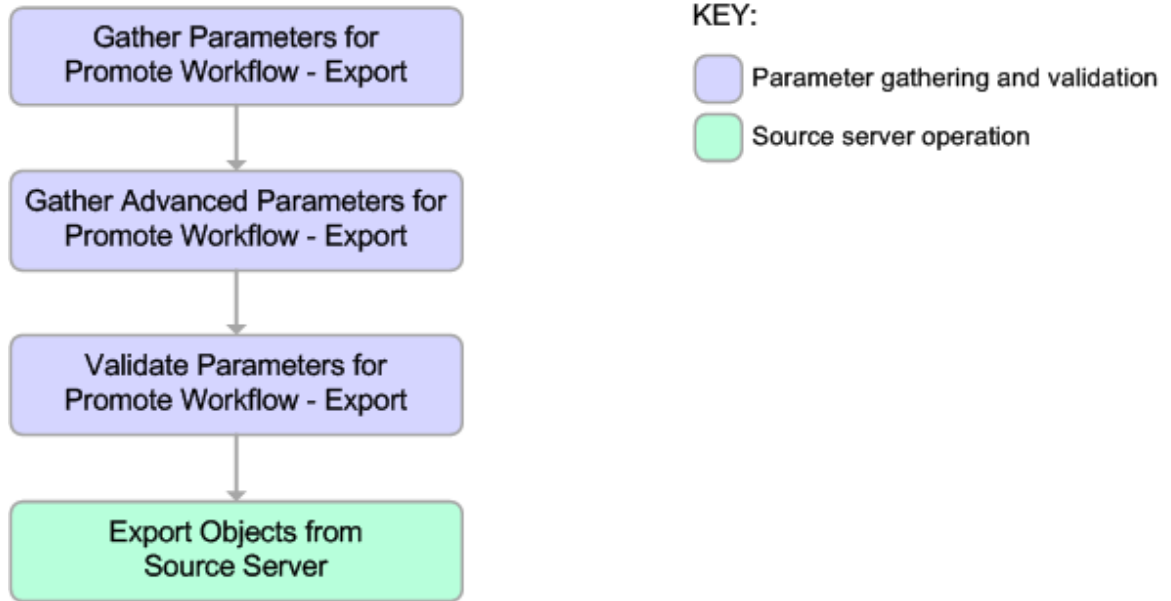 Gather Parameters for
Promote Workflow - Export
Gather Advanced Parameters for
Promote Workflow - Export
Validate Parameters for
Promote Workflow - Export
Export Objects from
Source Server
KEY:
Parameter gathering and validation
Source server operation